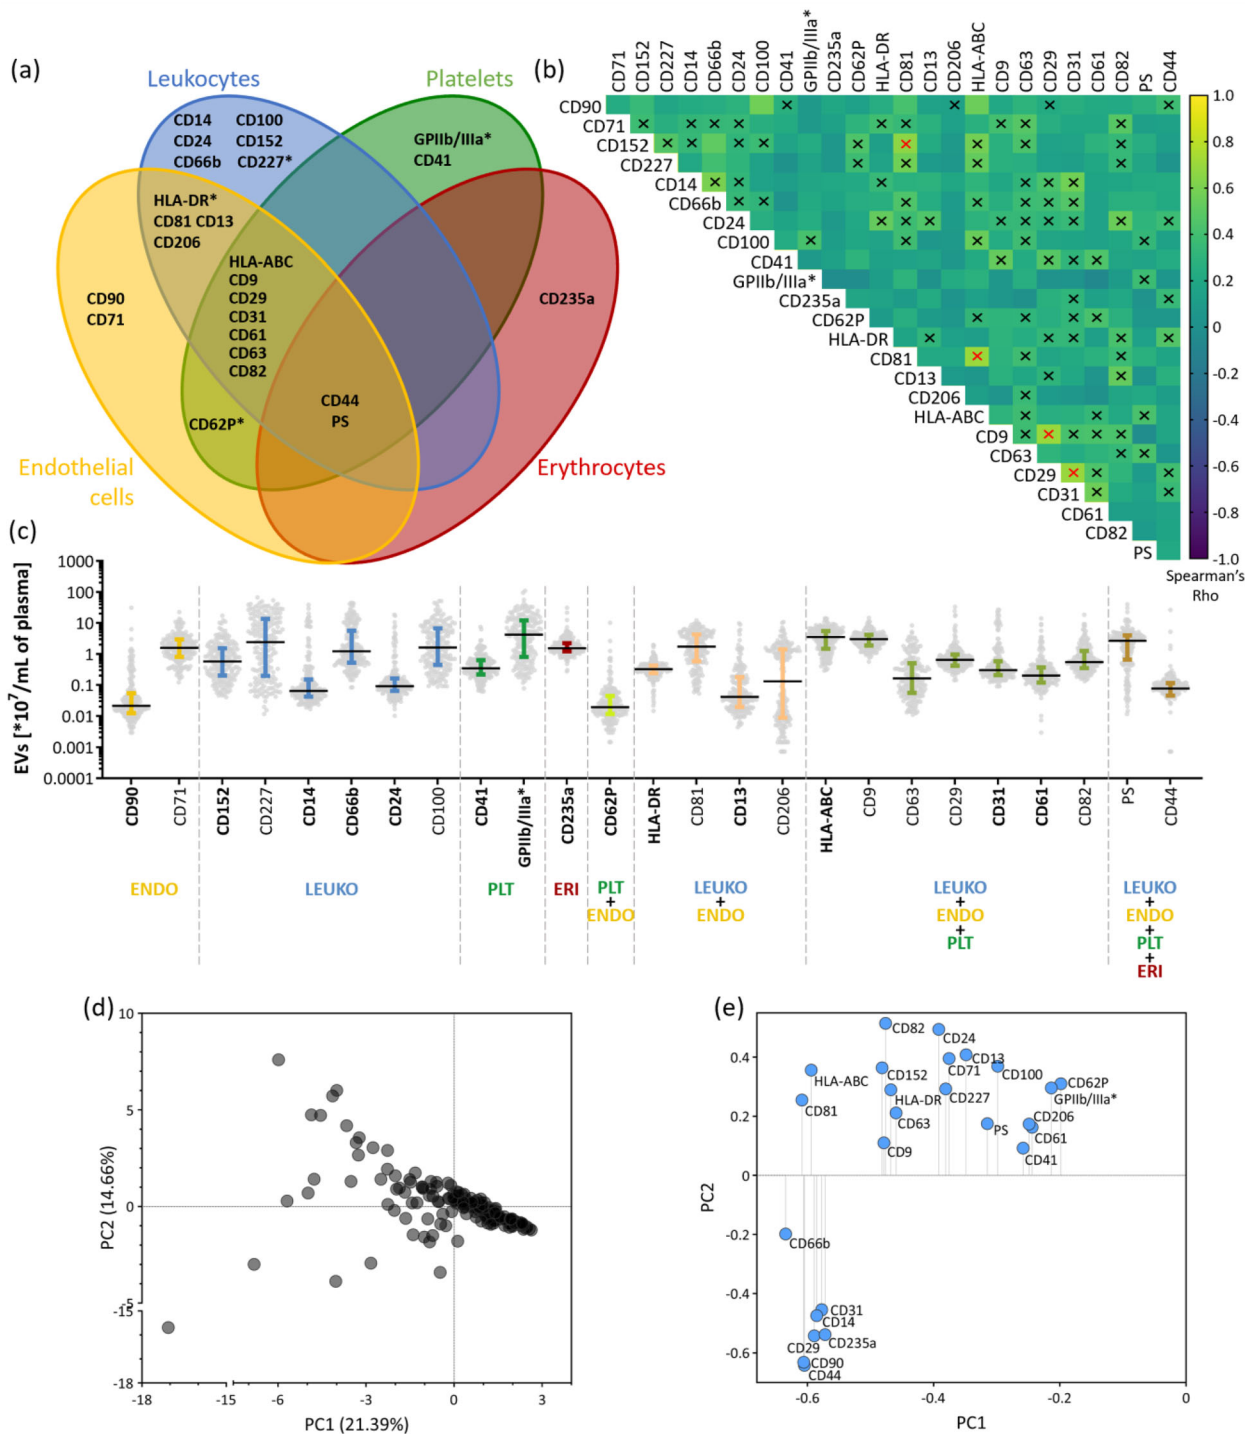 (a)
Leukocytes
Platelets
CD14 CD100
CD24 CD152
CD66b CD227*
GPIIb/IIIa*
CD41
HLA-DR*
CD81 CD13
CD206
HLA-ABC
CD9
CD29
CD31
CD61
CD63
CD82
CD90
CD71
CD235a
CD44
PS
CD62P*
Endothelial
cells
Erythrocytes
(b)
CD71
CD152
CD227
CD14
CD66b
CD24
CD100
CD41
GPIIb/IIIa*
CD235a
CD62P
HLA-DR
CD81
CD13
CD206
HLA-ABC
CD9
CD63
CD29
CD31
CD61
CD82
PS
CD44
CD90
CD71
CD152
CD227
CD14
CD66b
CD24
CD100
CD41
GPIIb/IIIa*
CD235a
CD62P
HLA-DR
CD81
CD13
CD206
HLA-ABC
CD9
CD63
CD29
CD31
CD61
CD82
PS
1.0
0.8
0.6
0.4
0.2
0
-0.2
-0.4
-0.6
-0.8
-1.0
Spearman's
Rho
(c)
EVs [*10⁷/mL of plasma)
1000
100
10
1
0.1
0.01
0.001
0.0001
CD90
CD71
CD152
CD227
CD14
CD66b
CD24
CD100
CD41
GPIIb/IIIa*
CD235a
CD62P
HLA-DR
CD81
CD13
CD206
HLA-ABC
CD9
CD63
CD29
CD31
CD61
CD82
PS
CD44
ENDO
LEUKO
PLT
ERI
PLT
+
ENDO
LEUKO
+
ENDO
LEUKO
+
ENDO
+
PLT
LEUKO
+
ENDO
+
PLT
+
ERI
(d)
PC2 (14.66%)
10
5
0
-5
-15
-18
-18
-15
-6
-3
0
3
PC1 (21.39%)
(e)
PC2
0.4
0.2
0
-0.2
-0.4
-0.6
CD82
CD24
CD13
CD71
CD100
CD152
HLA-ABC
CD62P
GPIIb/IIIa*
CD227
HLA-DR
CD81
CD63
CD206
PS
CD61
CD9
CD41
CD66b
CD31
CD14
CD235a
CD29
CD90
CD44
-0.6
-0.4
-0.2
0
PC1